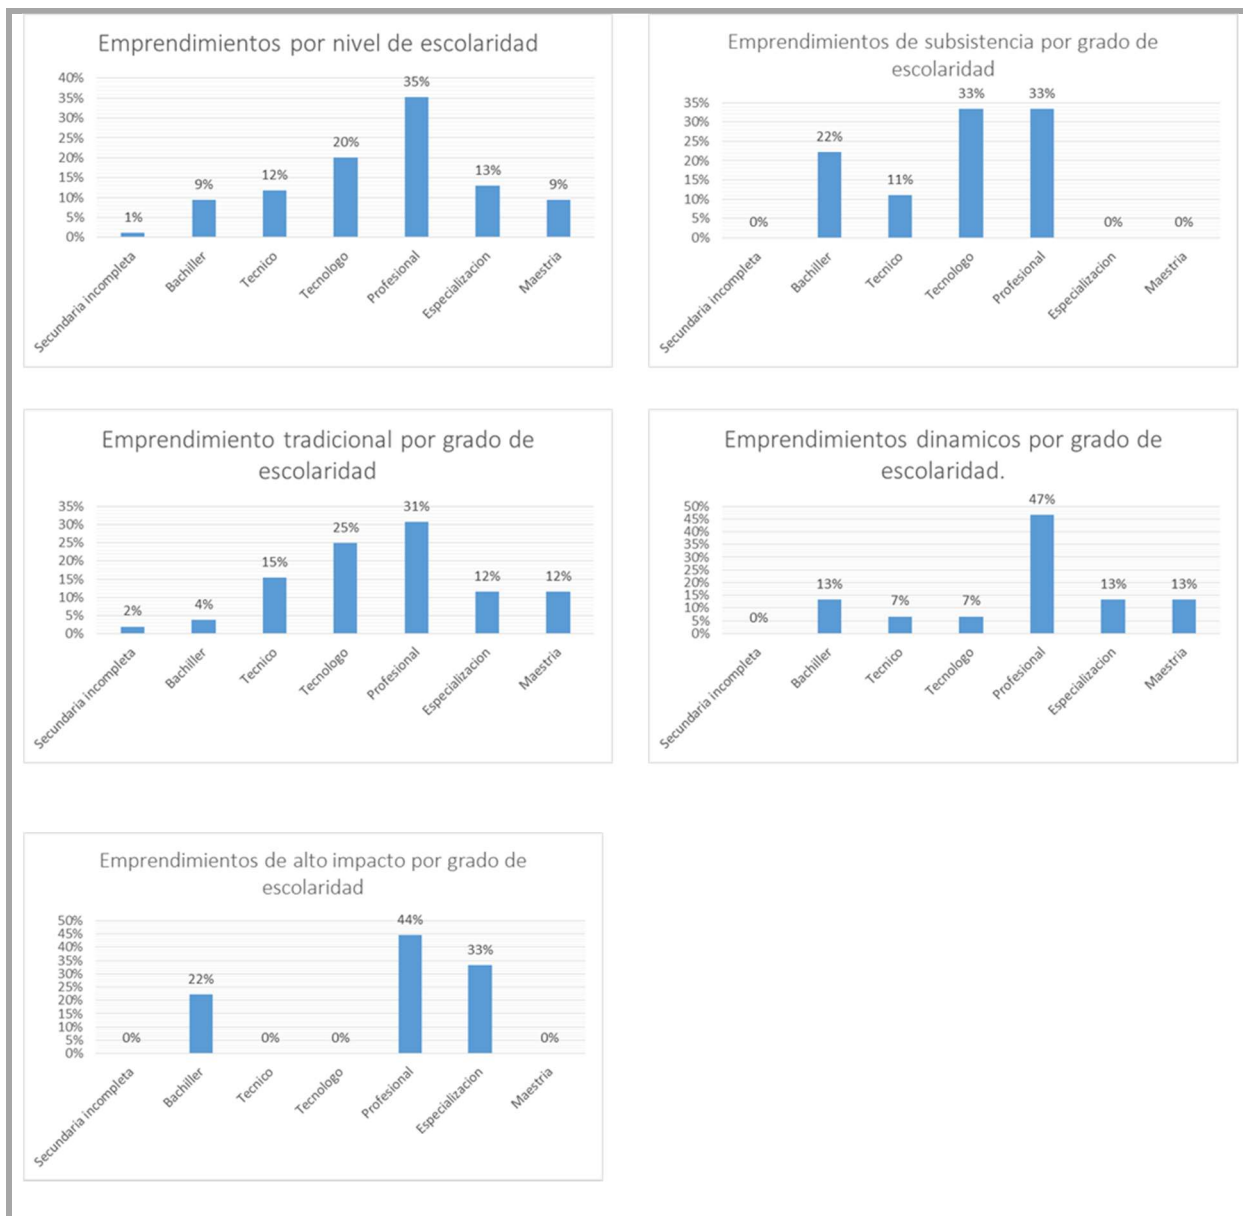 Emprendimientos por nivel de escolaridad
40%
35%
30%
25%
20%
15%
10%
5%
0%
1%
9%
12%
20%
35%
13%
9%
Secundaria incompleta
Bachiller
Tecnico
Tecnologo
Profesional
Especializacion
Maestria
Emprendimientos de subsistencia por grado de
escolaridad
35%
30%
25%
20%
15%
10%
5%
0%
0%
22%
11%
33%
33%
0%
0%
Secundaria incompleta
Bachiller
Tecnico
Tecnologo
Profesional
Especializacion
Maestria
Emprendimiento tradicional por grado de
escolaridad
35%
30%
25%
20%
15%
10%
5%
0%
2%
4%
15%
25%
31%
12%
12%
Secundaria incompleta
Bachiller
Tecnico
Tecnologo
Profesional
Especializacion
Maestria
Emprendimientos dinamicos por grado de
escolaridad.
50%
45%
40%
35%
30%
25%
20%
15%
10%
5%
0%
0%
13%
7%
7%
47%
13%
13%
Secundaria incompleta
Bachiller
Tecnico
Tecnologo
Profesional
Especializacion
Maestria
Emprendimientos de alto impacto por grado de
escolaridad
50%
45%
40%
35%
30%
25%
20%
15%
10%
5%
0%
0%
22%
0%
0%
44%
33%
0%
Secundaria incompleta
Bachiller
Tecnico
Tecnologo
Profesional
Especializacion
Maestria